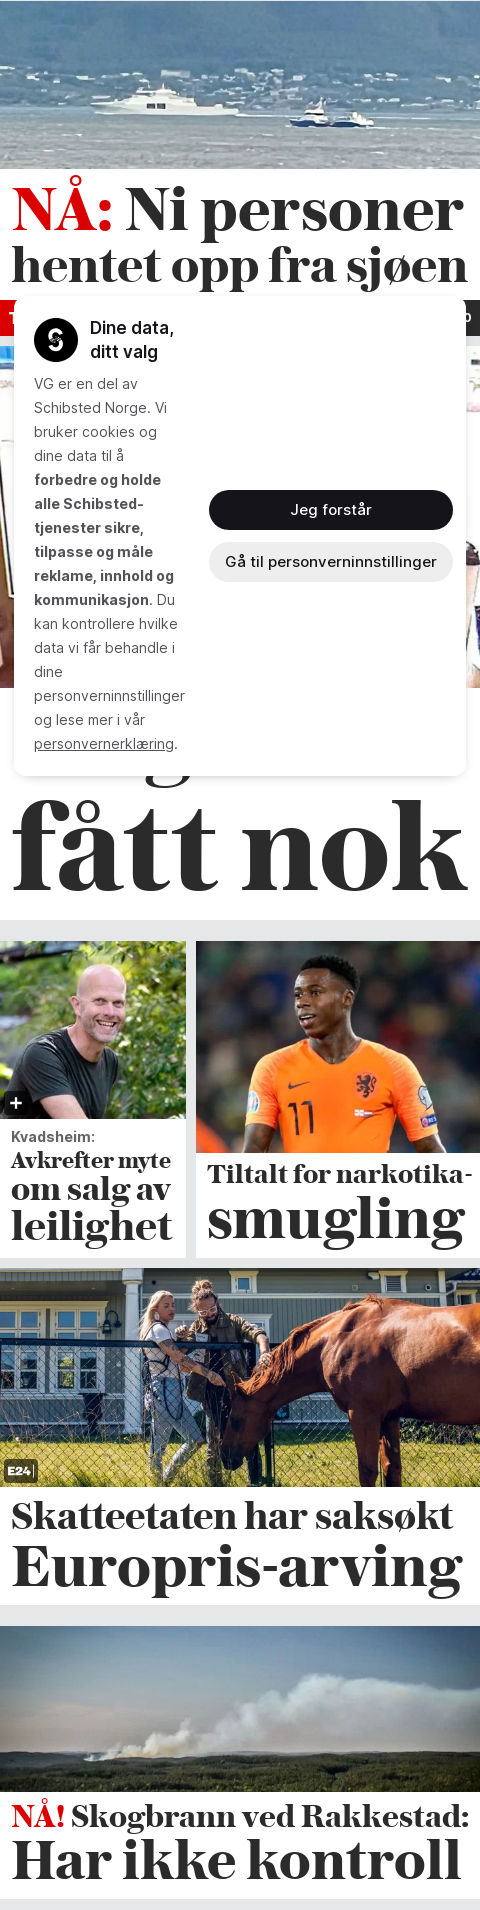 NÅ: Ni personer
hentet opp fra sjøen
Dine data,
ditt valg
VG er en del av
Schibsted Norge. Vi
bruker cookies og
dine data til å
forbedre og holde
alle Schibsted-
tjenester sikre,
tilpasse og måle
reklame, innhold og
kommunikasjon. Du
kan kontrollere hvilke
data vi får behandle i
dine
personverninnstillinger
og lese mer i vår
personvernerklæring.
Jeg forstår
Gå til personverninnstillinger
fått nok
11
Kvadsheim:
Avkrefter myte
om salg av
leilighet
Tiltalt for narkotika-
smugling
E24
Skatteetaten har saksøkt
Europris-arving
NÅ! Skogbrann ved Rakkestad:
Har ikke kontroll